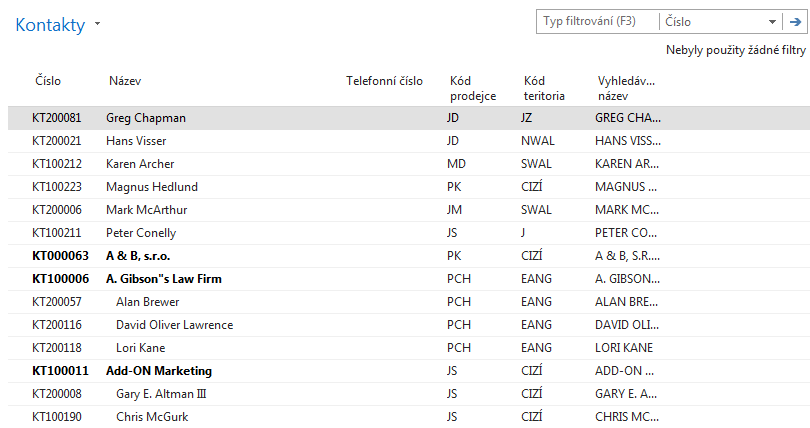 Kontakty
Typ filtrování (F3) Číslo
Nebyly použity žádné filtry
Číslo Název Telefonní číslo Kód prodejce Kód teritoria Vyhledáv... název
KT200081 Greg Chapman JD JZ GREG CHA...
KT200021 Hans Visser JD NWAL HANS VISS...
KT100212 Karen Archer MD SWAL KAREN AR...
KT100223 Magnus Hedlund PK CIZÍ MAGNUS ...
KT200006 Mark McArthur JM SWAL MARK MC...
KT100211 Peter Conelly JS J PETER CO...
KT000063 A & B, s.r.o. PK CIZÍ A & B, S.R....
KT100006 A. Gibson"s Law Firm PCH EANG A. GIBSON...
KT200057 Alan Brewer PCH EANG ALAN BRE...
KT200116 David Oliver Lawrence PCH EANG DAVID OLI...
KT200118 Lori Kane PCH EANG LORI KANE
KT100011 Add-ON Marketing JS CIZÍ ADD-ON ...
KT200008 Gary E. Altman III JS CIZÍ GARY E. A...
KT100190 Chris McGurk JS CIZÍ CHRIS MC...